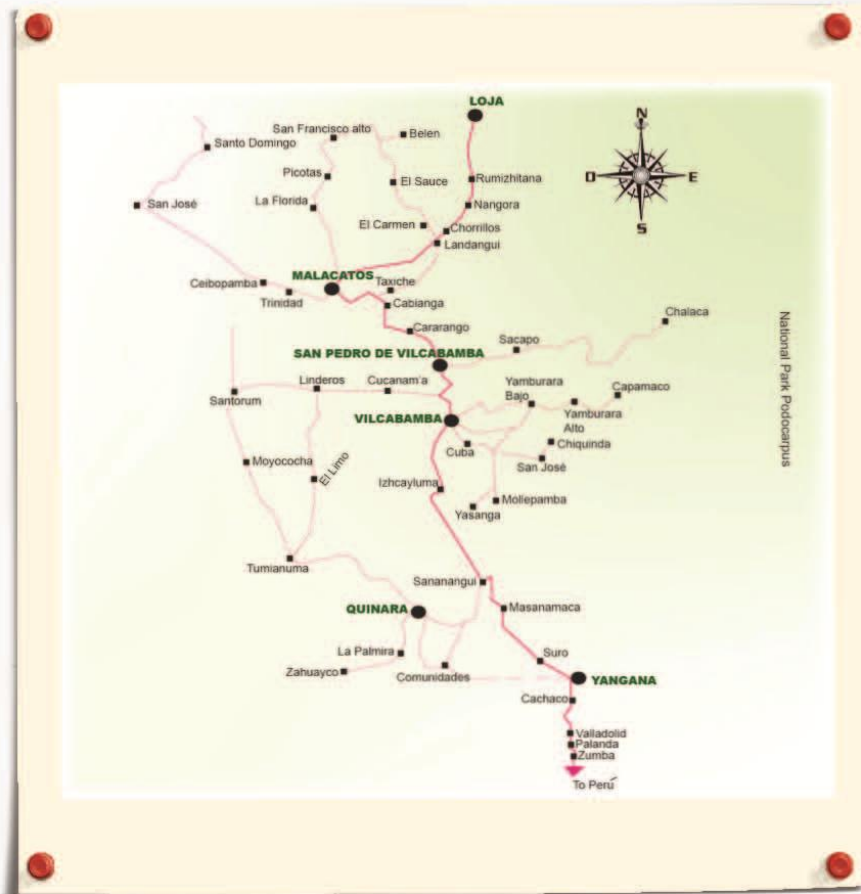 LOJA
N
San Francisco alto
Belen
Santo Domingo
Picotas
El Sauce
Rumizhitana
O
E
San José
La Florida
Nangora
El Carmen
Chorrillos
S
Landangui
MALACATOS
Taxiche
Ceibopamba
Trinidad
Cabianga
Chalaca
Cararango
Sacapo
National Park Podocarpus
SAN PEDRO DE VILCABAMBA
Linderos
Cucanam'a
Yamburara
Bajo
Capamaco
Santorum
VILCABAMBA
Yamburara
Alto
Cuba
Chiquinda
Moyococha
San José
El Limo
Izhcayluma
Mollepamba
Yasanga
Tumianuma
Sananangui
QUINARA
Masanamaca
La Palmira
Suro
Zahuayco
Comunidades
YANGANA
Cachaco
Valladolid
Palanda
Zumba
To Perú